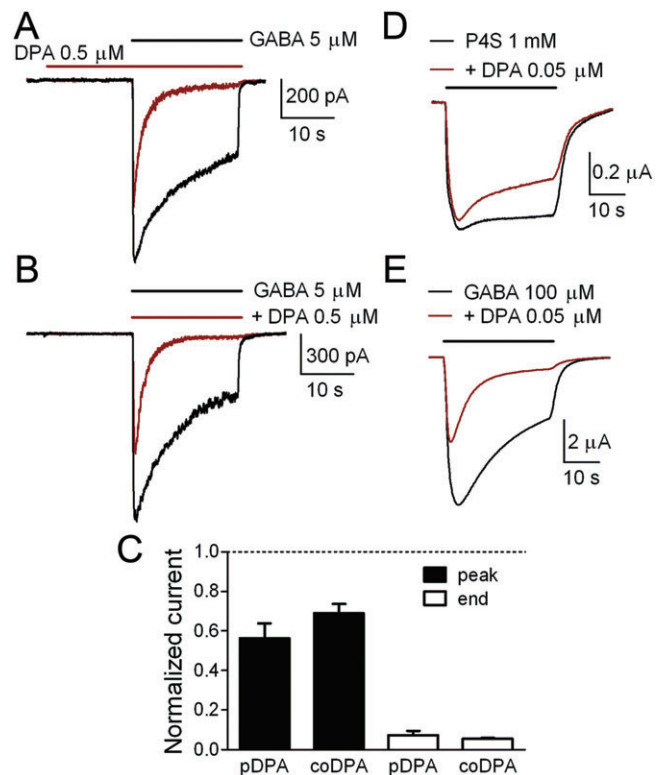 A
GABA 5 µM
DPA 0.5 µM
200 pA
10 s
B
GABA 5 µM
+ DPA 0.5 µM
300 pA
10 s
D
P4S 1 mM
+ DPA 0.05 µM
0.2 µA
10 s
E
GABA 100 µM
+ DPA 0.05 µM
2 µA
10 s
C
Normalized current
1.0
0.8
0.6
0.4
0.2
0.0
peak
end
pDPA coDPA pDPA coDPA